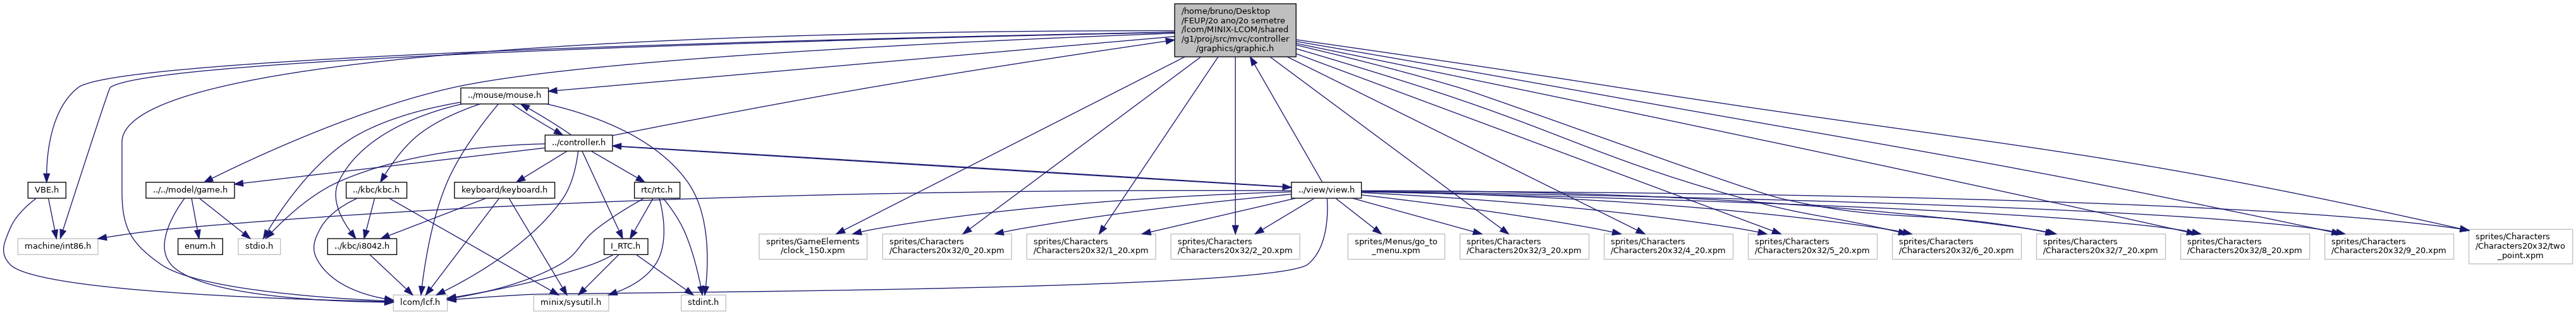 /home/bruno/Desktop
/FEUP/2o ano/2o semetre
/lcom/MINIX-LCOM/shared
/g1/proj/src/mvc/controller
/graphics/graphic.h
../mouse/mouse.h
../controller.h
VBE.h
../../model/game.h
../kbc/kbc.h
keyboard/keyboard.h
rtc/rtc.h
../view/view.h
machine/int86.h
enum.h
stdio.h
../kbc/i8042.h
I_RTC.h
sprites/GameElements
/clock_150.xpm
sprites/Characters
/Characters20x32/0_20.xpm
sprites/Characters
/Characters20x32/1_20.xpm
sprites/Characters
/Characters20x32/2_20.xpm
sprites/Menus/go_to
_menu.xpm
sprites/Characters
/Characters20x32/3_20.xpm
sprites/Characters
/Characters20x32/4_20.xpm
sprites/Characters
/Characters20x32/5_20.xpm
sprites/Characters
/Characters20x32/6_20.xpm
sprites/Characters
/Characters20x32/7_20.xpm
sprites/Characters
/Characters20x32/8_20.xpm
sprites/Characters
/Characters20x32/9_20.xpm
sprites/Characters
/Characters20x32/two
_point.xpm
lcom/lcf.h
minix/sysutil.h
stdint.h